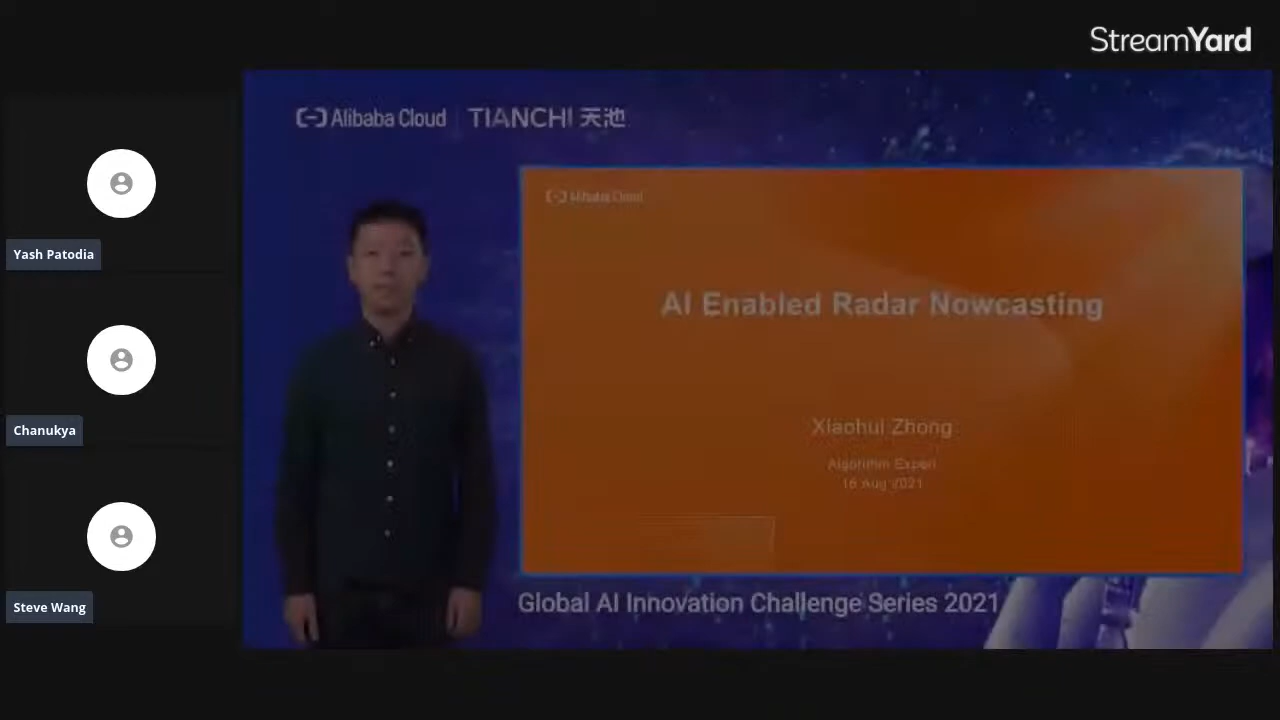 StreamYard
Alibaba Cloud | TIANCHI 天池
Alibaba Cloud
AI Enabled Radar Nowcasting
Xiaohui Zhong
Algorithm Expert
16 Aug 2021
Global AI Innovation Challenge Series 2021
Yash Patodia
Chanukya
Steve Wang